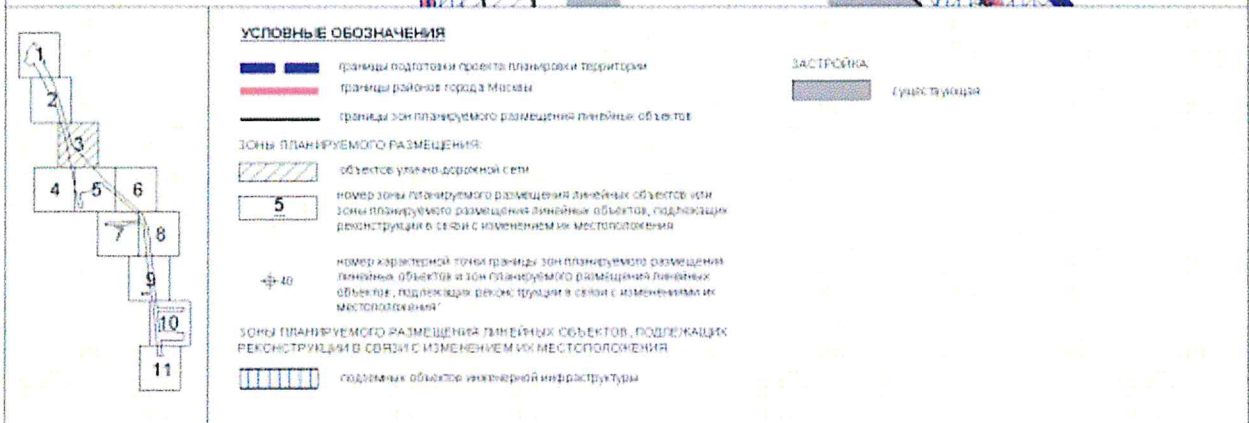 УСЛОВНЫЕ ОБОЗНАЧЕНИЯ
границы подготовки проекта планировки территории
границы районов города Москвы
границы зон планируемого размещения линейных объектов
ЗОНЫ ПЛАНИРУЕМОГО РАЗМЕЩЕНИЯ:
объектов улично-дорожной сети
5
номер зоны планируемого размещения линейных объектов или
зоны планируемого размещения линейных объектов, подлежащих
реконструкции в связи с изменением их местоположения
40
номер характерной точки границы зон планируемого размещения
линейных объектов и зон планируемого размещения линейных
объектов, подлежащих реконструкции в связи с изменениями их
местоположения
ЗОНЫ ПЛАНИРУЕМОГО РАЗМЕЩЕНИЯ ЛИНЕЙНЫХ ОБЪЕКТОВ, ПОДЛЕЖАЩИХ
РЕКОНСТРУКЦИИ В СВЯЗИ С ИЗМЕНЕНИЕМ ИХ МЕСТОПОЛОЖЕНИЯ
подземных объектов инженерной инфраструктуры
ЗАСТРОЙКА
существующая
1
2
3
4 5 6
7 8
9
10
11